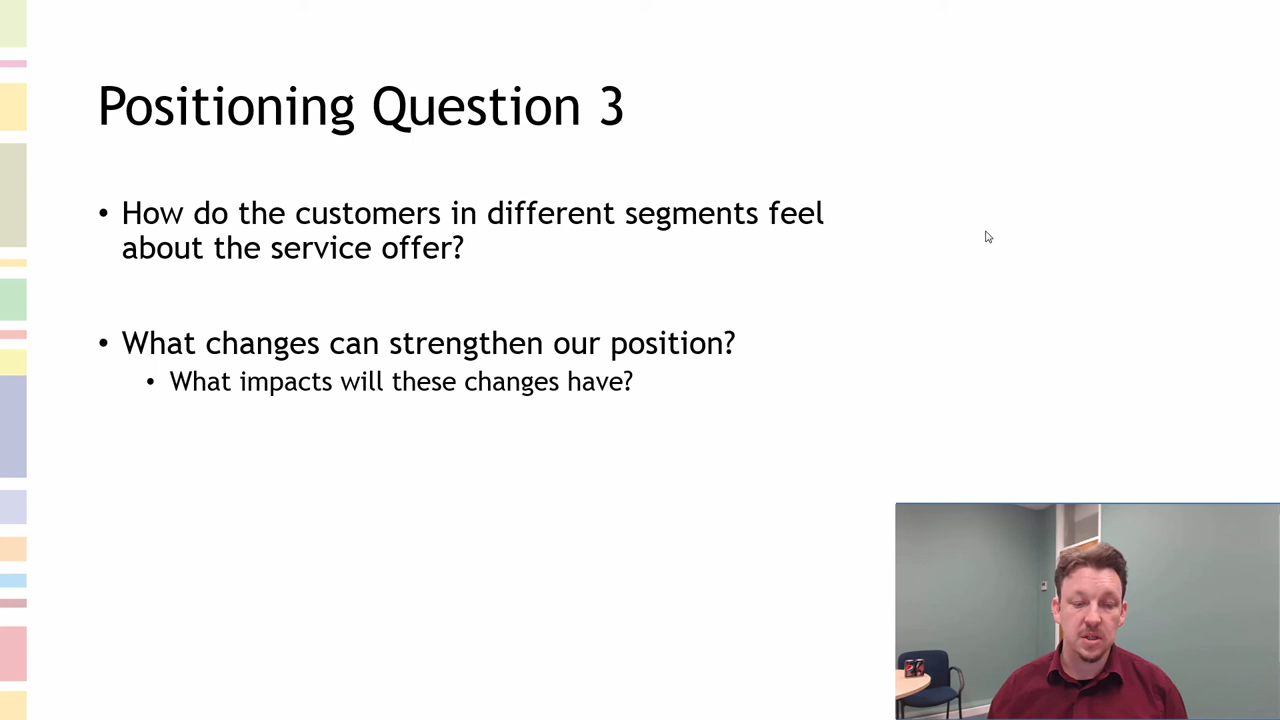 Positioning Question 3
• How do the customers in different segments feel
about the service offer?
• What changes can strengthen our position?
• What impacts will these changes have?